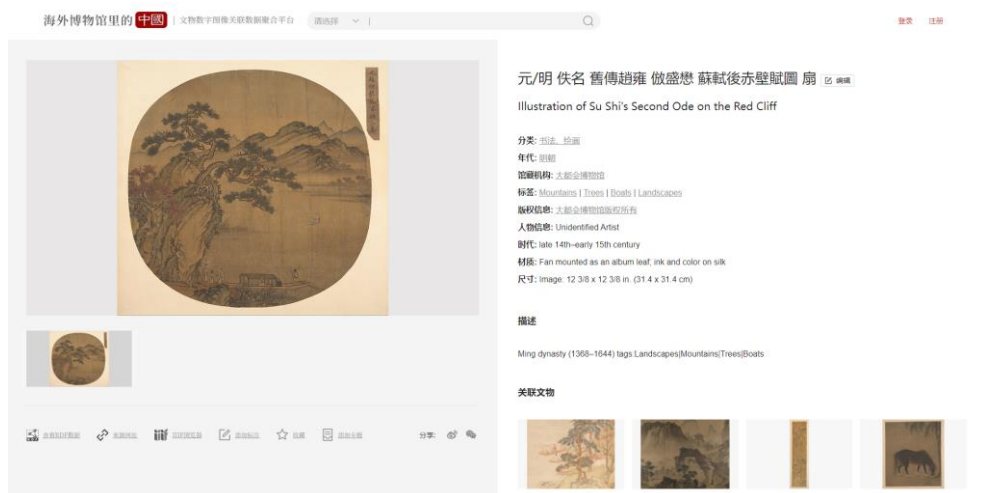 海外博物馆里的中國 | 文物数字图像关联数据聚合平台
请选择
登录 注册
元/明 佚名 舊傳趙雍 倣盛懋 蘇軾後赤壁賦圖 扇 编辑
Illustration of Su Shi's Second Ode on the Red Cliff
分类: 书法、绘画
年代: 明朝
馆藏机构: 大都会博物馆
标签: Mountains | Trees | Boats | Landscapes
版权信息: 大都会博物馆版权所有
人物信息: Unidentified Artist
时代: late 14th–early 15th century
材质: Fan mounted as an album leaf; ink and color on silk
尺寸: Image: 12 3/8 x 12 3/8 in. (31.4 x 31.4 cm)
描述
Ming dynasty (1368–1644) tags:Landscapes|Mountains|Trees|Boats
关联文物
分享: